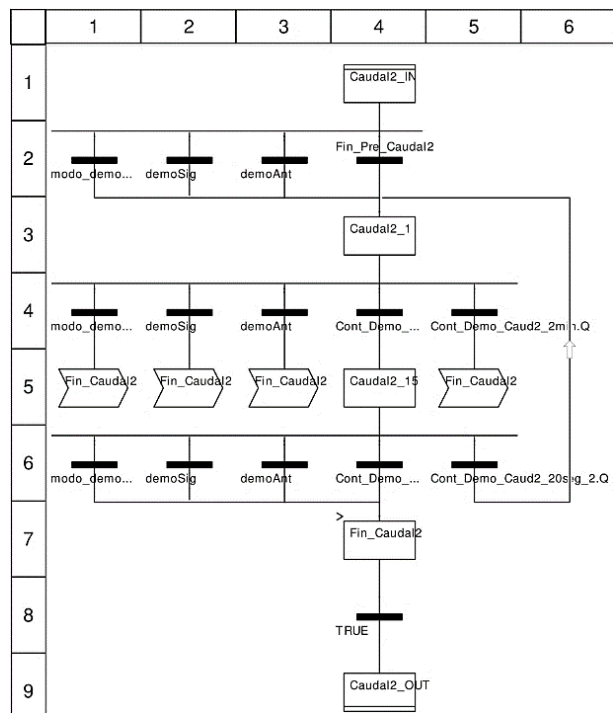 1 2 3 4 5 6
1
Caudal2_IN
2
Fin_Pre_Caudal2
modo_demo... demoSig demoAnt
3
Caudal2_1
4
modo_demo... demoSig demoAnt Cont_Demo_... Cont_Demo_Caud2_2min.Q
5
Fin_Caudal2 Fin_Caudal2 Fin_Caudal2 Caudal2_15 Fin_Caudal2
6
modo_demo... demoSig demoAnt Cont_Demo_... Cont_Demo_Caud2_20seg_2.Q
7
> Fin_Caudal2
8
TRUE
9
Caudal2_OUT